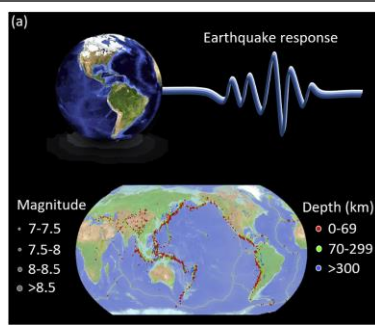 (a)
Earthquake response
Magnitude
7-7.5
7.5-8
8-8.5
>8.5
Depth (km)
0-69
70-299
>300